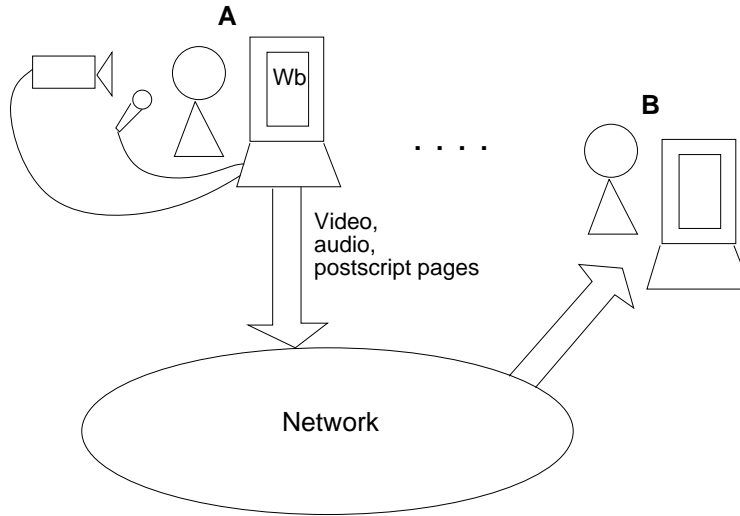 A
Wb
B
. . . .
Video,
audio,
postscript pages
Network